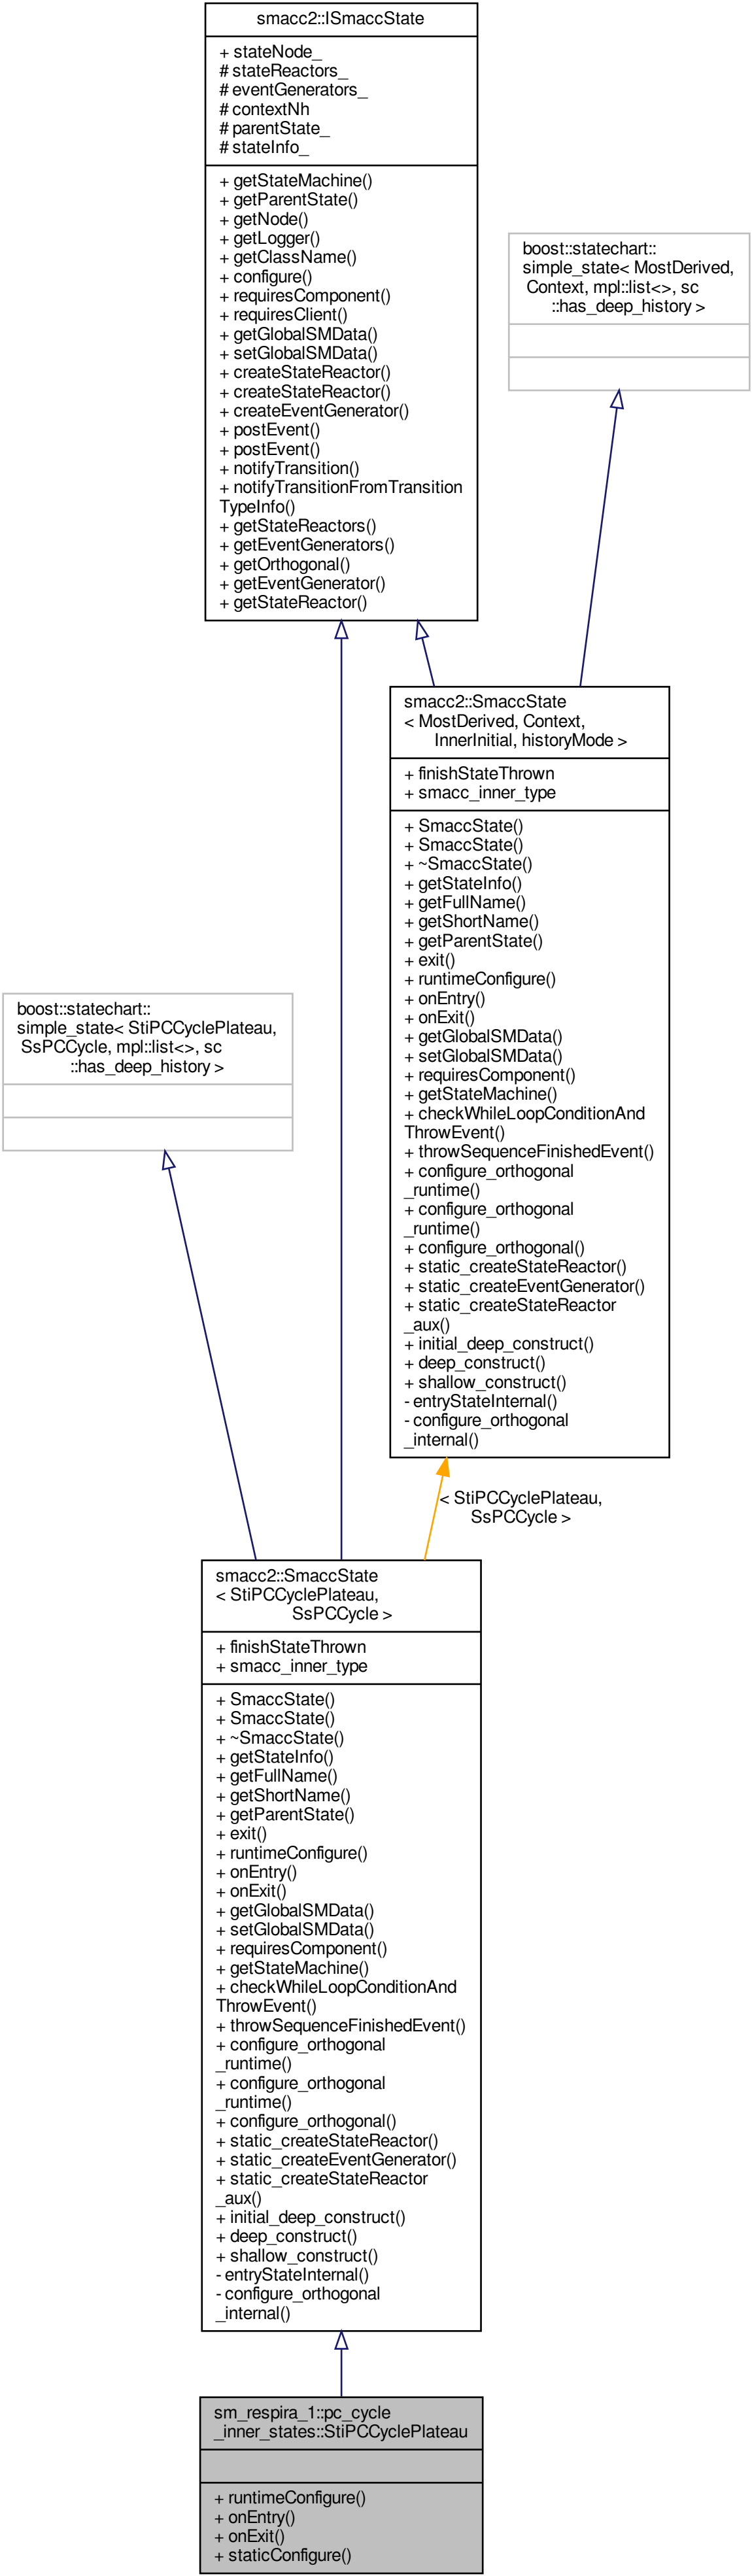 smacc2::ISmaccState
+ stateNode_
# stateReactors_
# eventGenerators_
# contextNh
# parentState_
# stateInfo_
+ getStateMachine()
+ getParentState()
+ getNode()
+ getLogger()
+ getClassName()
+ configure()
+ requiresComponent()
+ requiresClient()
+ getGlobalSMData()
+ setGlobalSMData()
+ createStateReactor()
+ createStateReactor()
+ createEventGenerator()
+ postEvent()
+ postEvent()
+ notifyTransition()
+ notifyTransitionFromTransition
TypeInfo()
+ getStateReactors()
+ getEventGenerators()
+ getOrthogonal()
+ getEventGenerator()
+ getStateReactor()
boost::statechart::
simple_state< MostDerived,
Context, mpl::list<>, sc
::has_deep_history >
smacc2::SmaccState
< MostDerived, Context,
InnerInitial, historyMode >
+ finishStateThrown
+ smacc_inner_type
+ SmaccState()
+ SmaccState()
+ ~SmaccState()
+ getStateInfo()
+ getFullName()
+ getShortName()
+ getParentState()
+ exit()
+ runtimeConfigure()
+ onEntry()
+ onExit()
+ getGlobalSMData()
+ setGlobalSMData()
+ requiresComponent()
+ getStateMachine()
+ checkWhileLoopConditionAnd
ThrowEvent()
+ throwSequenceFinishedEvent()
+ configure_orthogonal
_runtime()
+ configure_orthogonal
_runtime()
+ configure_orthogonal()
+ static_createStateReactor()
+ static_createEventGenerator()
+ static_createStateReactor
_aux()
+ initial_deep_construct()
+ deep_construct()
+ shallow_construct()
- entryStateInternal()
- configure_orthogonal
_internal()
boost::statechart::
simple_state< StiPCCyclePlateau,
SsPCCycle, mpl::list<>, sc
::has_deep_history >
< StiPCCyclePlateau,
SsPCCycle >
smacc2::SmaccState
< StiPCCyclePlateau,
SsPCCycle >
+ finishStateThrown
+ smacc_inner_type
+ SmaccState()
+ SmaccState()
+ ~SmaccState()
+ getStateInfo()
+ getFullName()
+ getShortName()
+ getParentState()
+ exit()
+ runtimeConfigure()
+ onEntry()
+ onExit()
+ getGlobalSMData()
+ setGlobalSMData()
+ requiresComponent()
+ getStateMachine()
+ checkWhileLoopConditionAnd
ThrowEvent()
+ throwSequenceFinishedEvent()
+ configure_orthogonal
_runtime()
+ configure_orthogonal
_runtime()
+ configure_orthogonal()
+ static_createStateReactor()
+ static_createEventGenerator()
+ static_createStateReactor
_aux()
+ initial_deep_construct()
+ deep_construct()
+ shallow_construct()
- entryStateInternal()
- configure_orthogonal
_internal()
sm_respira_1::pc_cycle
_inner_states::StiPCCyclePlateau
+ runtimeConfigure()
+ onEntry()
+ onExit()
+ staticConfigure()